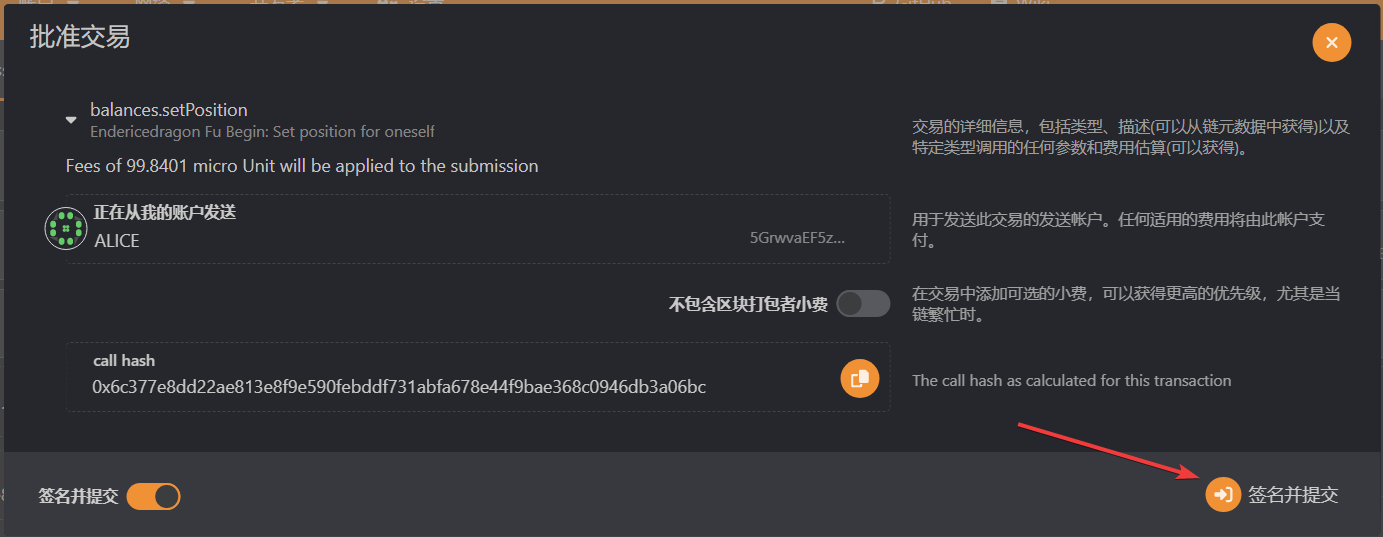 GitHub
Wiki
批准交易
balances.setPosition
Endericedragon Fu Begin: Set position for oneself
Fees of 99.8401 micro Unit will be applied to the submission
交易的详细信息，包括类型、描述(可以从链元数据中获得)以及
特定类型调用的任何参数和费用估算(可以获得)。
正在从我的账户发送
ALICE
5GrwvaEF5z...
用于发送此交易的发送帐户。任何适用的费用将由此帐户支
付。
不包含区块打包者小费
在交易中添加可选的小费，可以获得更高的优先级，尤其是当
链繁忙时。
call hash
0x6c377e8dd22ae813e8f9e590febddf731abfa678e44f9bae368c0946db3a06bc
The call hash as calculated for this transaction
签名并提交
签名并提交